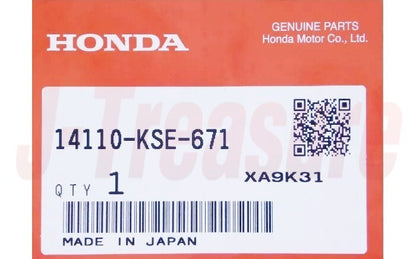 HONDA
GENUINE PARTS
Honda Motor Co., Ltd.
14110-KSE-671
XA9K31
QTY 1
MADE IN JAPAN
J Treasure